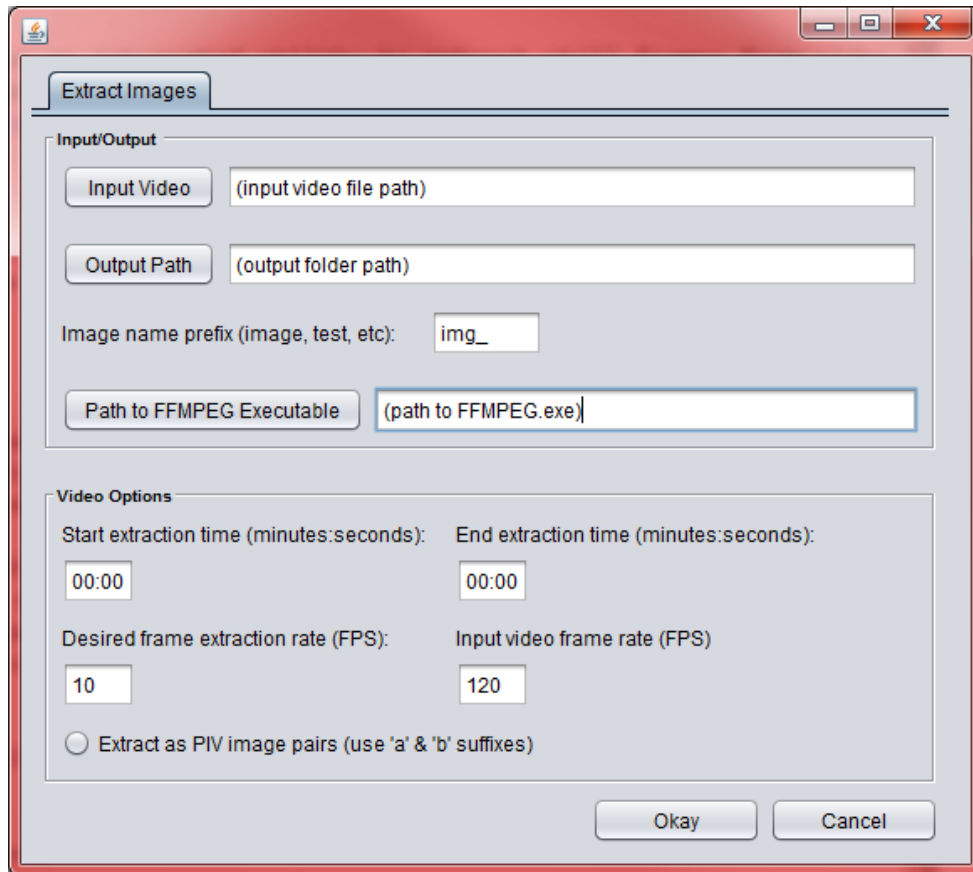 Extract Images
Input/Output
Input Video (input video file path)
Output Path (output folder path)
Image name prefix (image, test, etc): img_
Path to FFMPEG Executable (path to FFMPEG.exe)
Video Options
Start extraction time (minutes:seconds): End extraction time (minutes:seconds):
00:00 00:00
Desired frame extraction rate (FPS): Input video frame rate (FPS)
10 120
Extract as PIV image pairs (use 'a' & 'b' suffixes)
Okay Cancel